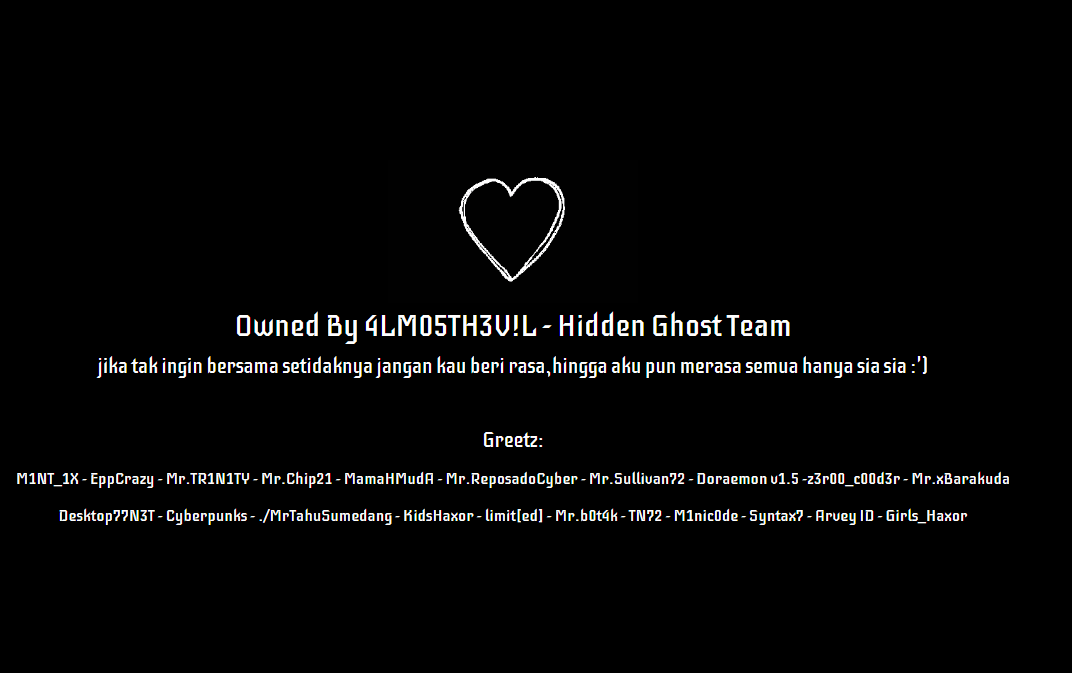 Owned By 4LM05TH3V!L - Hidden Ghost Team
jika tak ingin bersama setidaknya jangan kau beri rasa,hingga aku pun merasa semua hanya sia sia :')
Greetz:
M1NT_1X - EppCrazy - Mr.TR1N1TY - Mr.Chip21 - MamaHMudA - Mr.ReposadoCyber - Mr.Sullivan72 - Doraemon v1.5 -z3r00_c00d3r - Mr.xBarakuda
Desktop77N3T - Cyberpunks - ./MrTahuSumedang - KidsHaxor - limit[ed] - Mr.b0t4k - TN72 - M1nic0de - Syntax7 - Arvey ID - Girls_Haxor